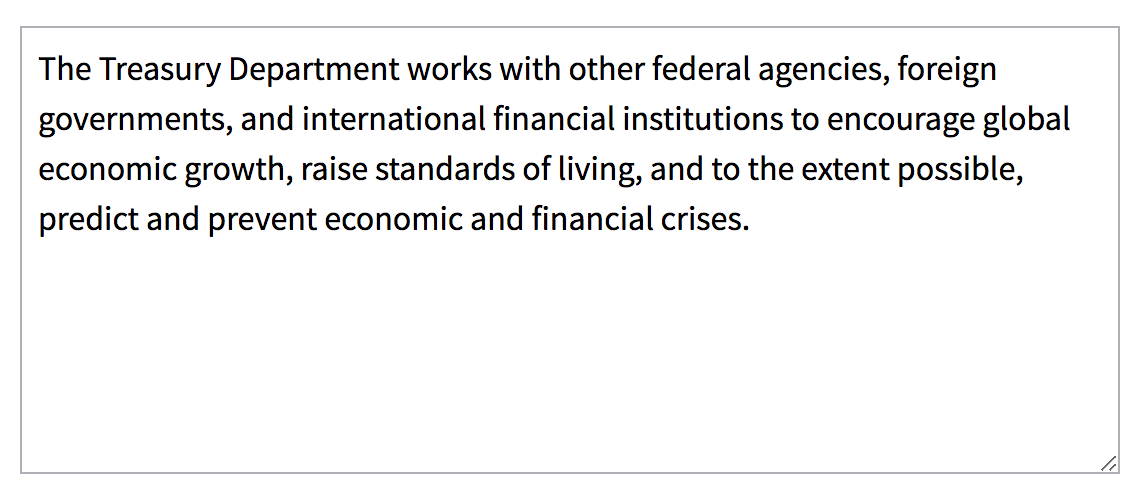 The Treasury Department works with other federal agencies, foreign
governments, and international financial institutions to encourage global
economic growth, raise standards of living, and to the extent possible,
predict and prevent economic and financial crises.